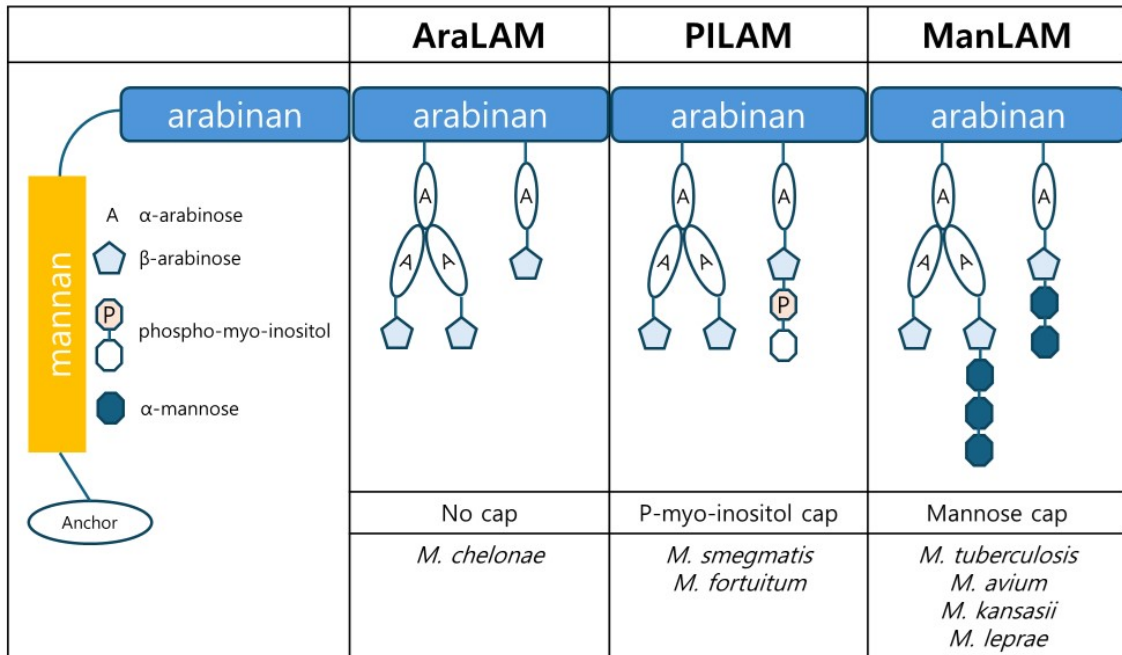 AraLAM
PILAM
ManLAM
arabinan
arabinan
arabinan
arabinan
mannan
A α-arabinose
β-arabinose
P
phospho-myo-inositol
α-mannose
Anchor
A
A
A
A
A
A
A
A
P
A
A
A
A
No cap
P-myo-inositol cap
Mannose cap
M. chelonae
M. smegmatis
M. fortuitum
M. tuberculosis
M. avium
M. kansasii
M. leprae